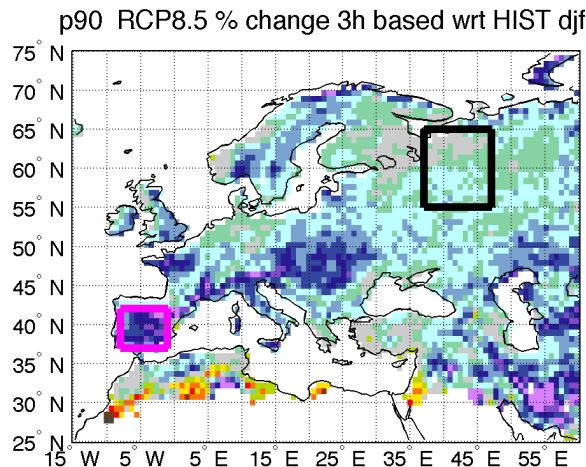 p90 RCP8.5 % change 3h based wrt HIST djf
75° N
70° N
65° N
60° N
55° N
50° N
45° N
40° N
35° N
30° N
25° N
15° W 5° W 5° E 15° E 25° E 35° E 45° E 55° E